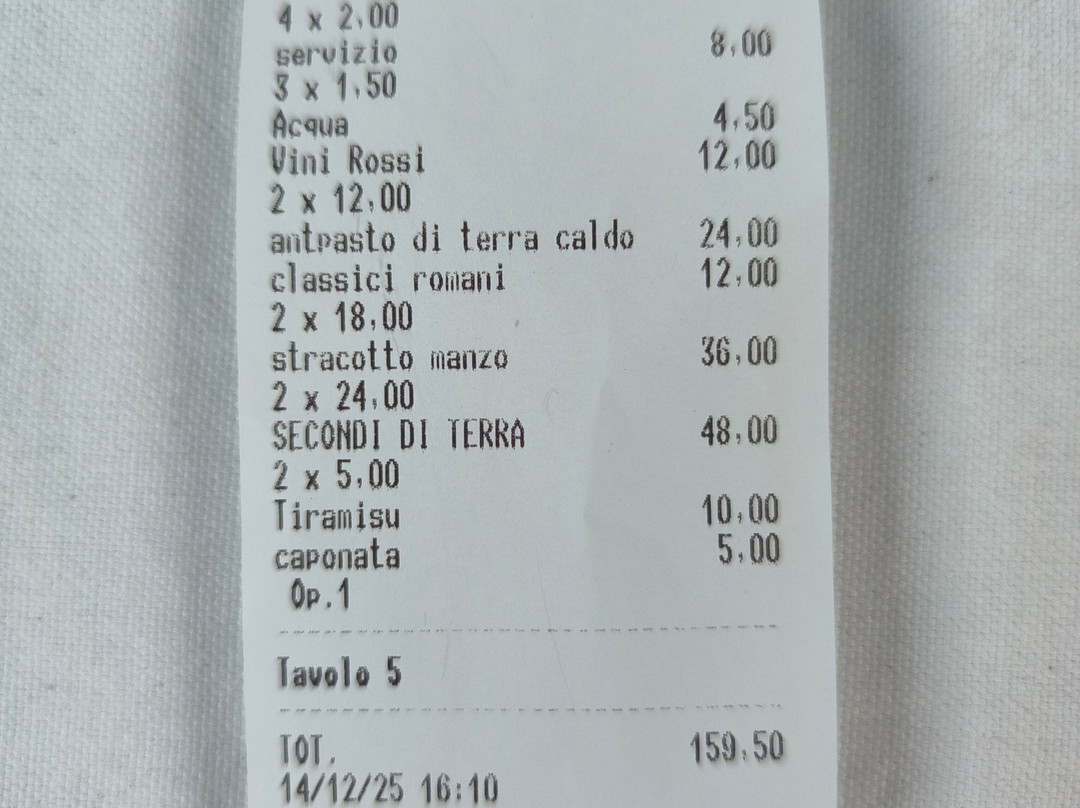 4 x 2,00
servizio 8,00
3 x 1,50
Acqua 4,50
Vini Rossi 12,00
2 x 12,00
antpasto di terra caldo 24,00
classici romani 12,00
2 x 18,00
stracotto manzo 36,00
2 x 24,00
SECONDI DI TERRA 48,00
2 x 5,00
Tiramisu 10,00
caponata 5,00
Op.1
Tavolo 5
TOT. 159,50
14/12/25 16:10